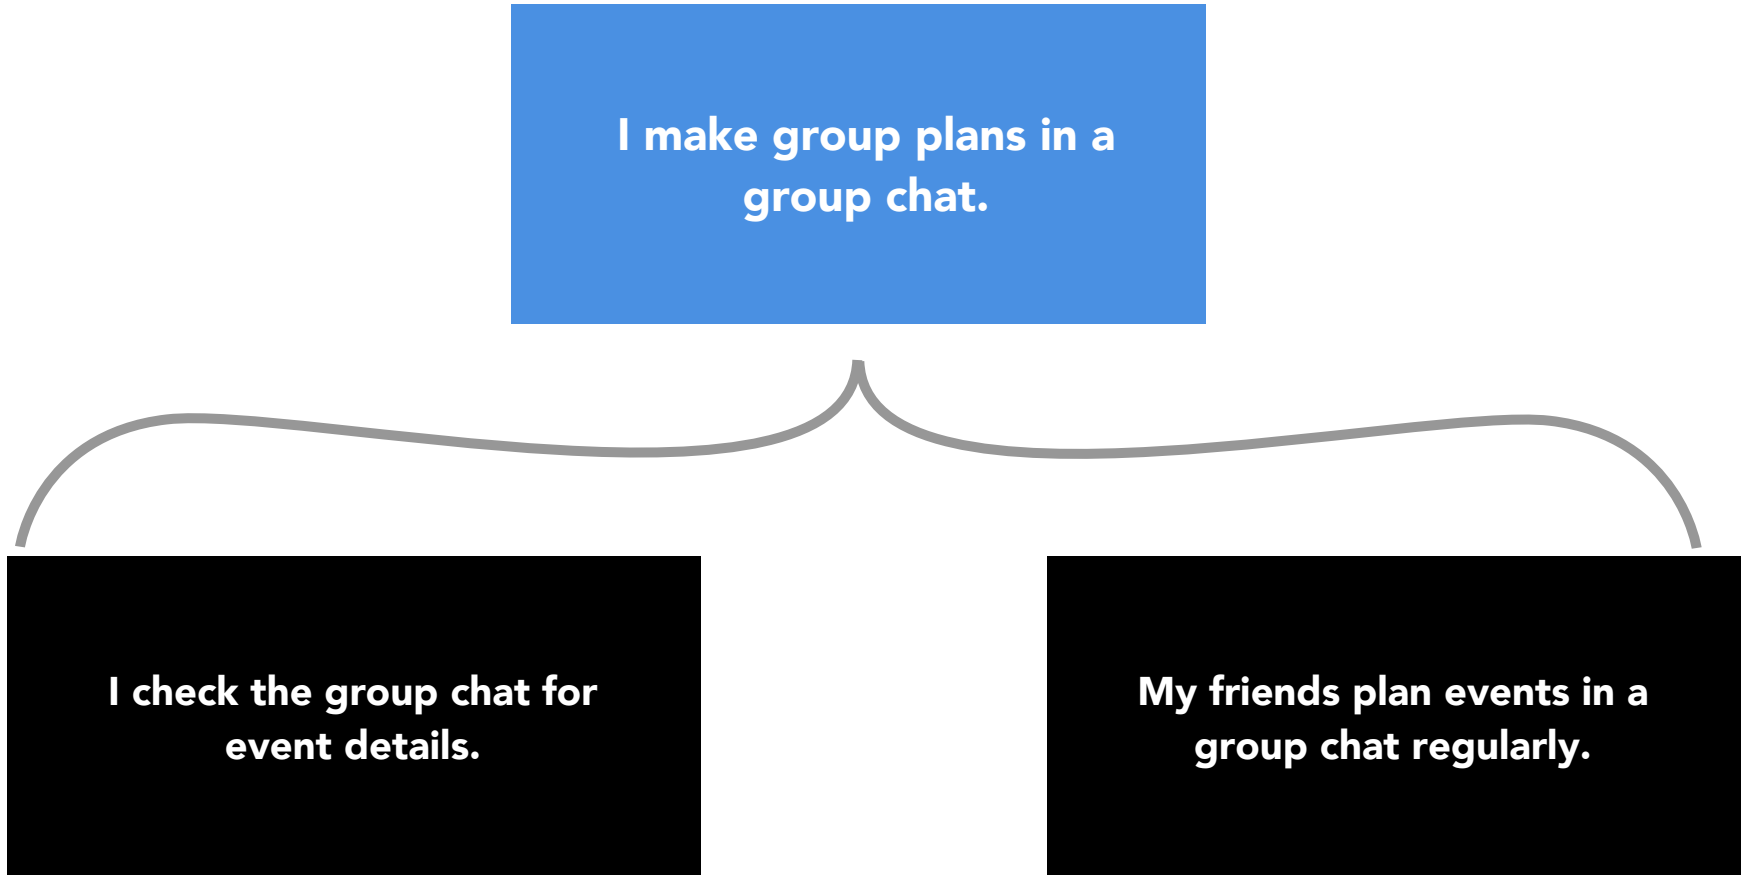 I make group plans in a
group chat.
I check the group chat for
event details.
My friends plan events in a
group chat regularly.